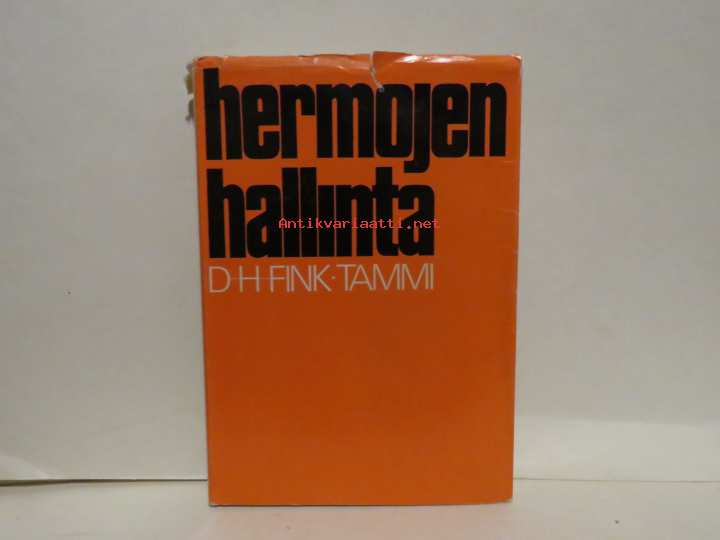 hermojen
hallinta
Antikvariaatti.net
D-H FINK·TAMMI